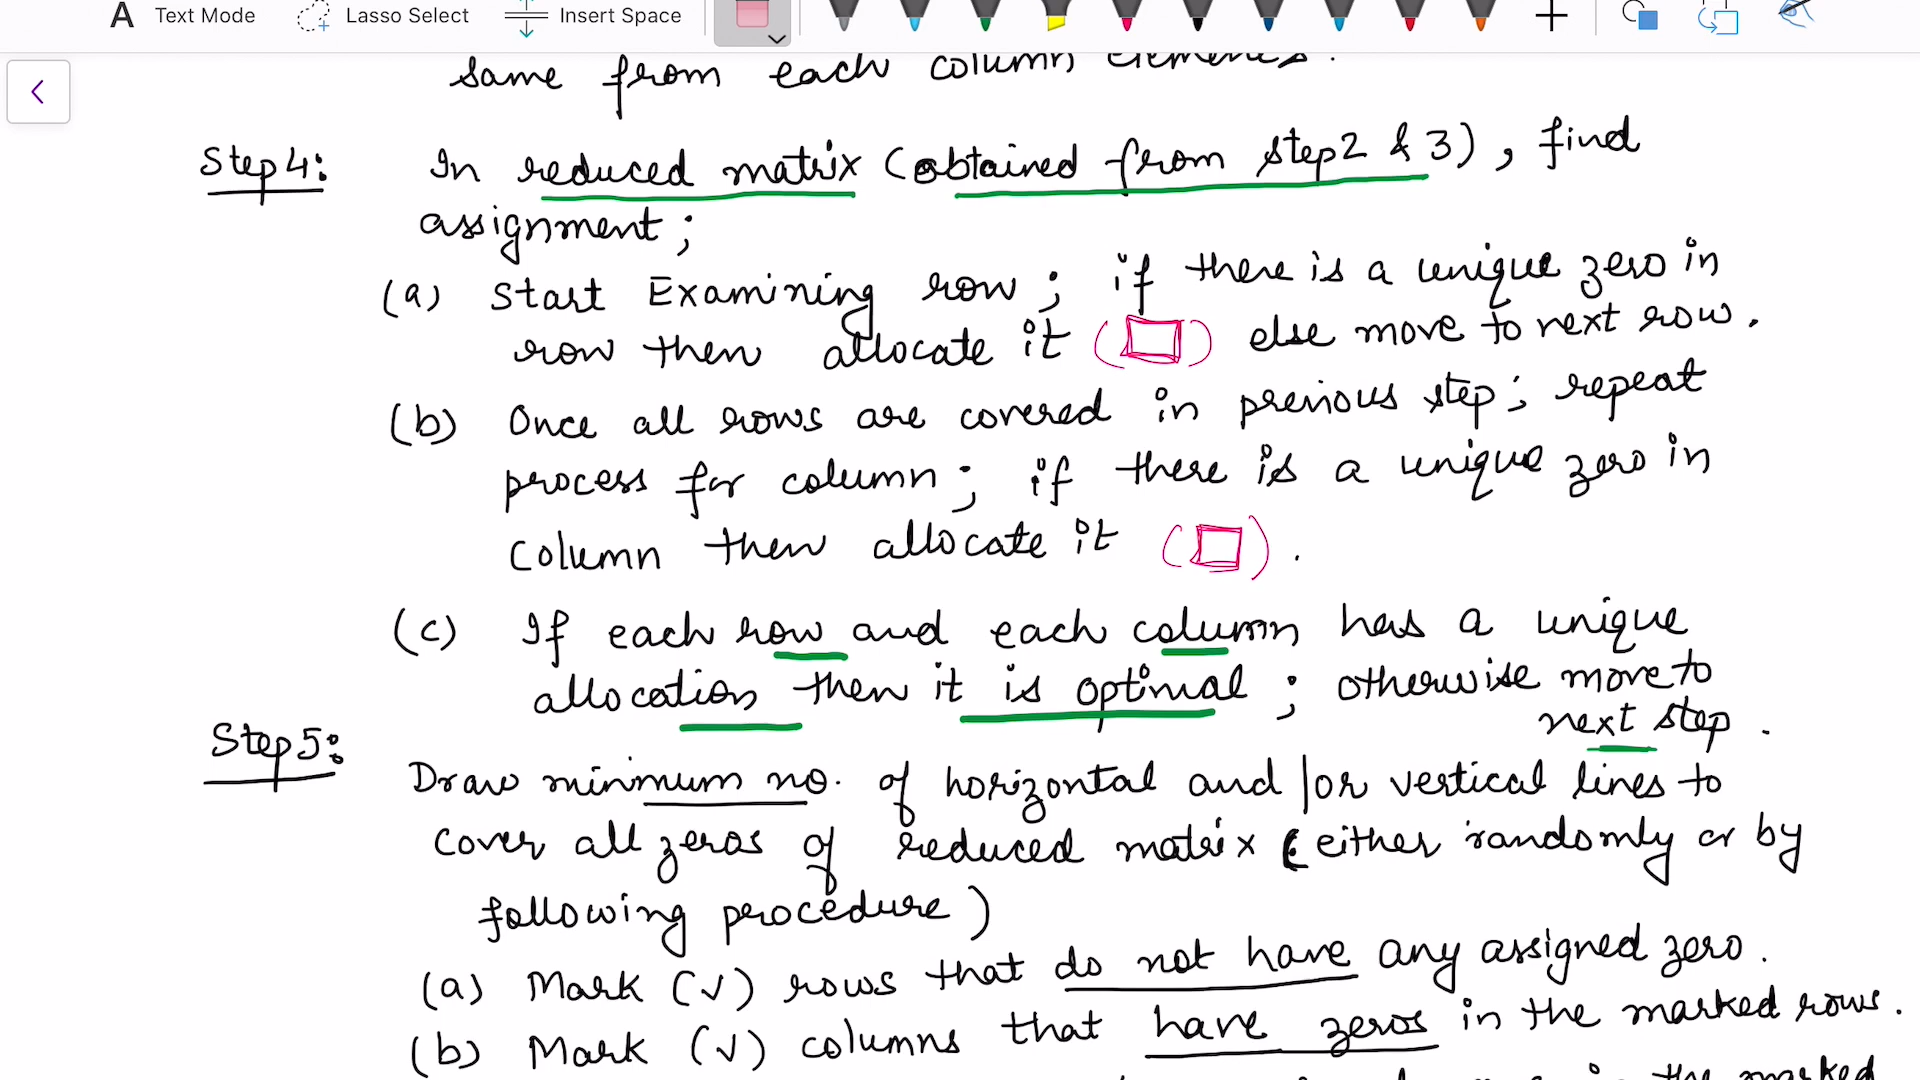 Text Mode Lasso Select Insert Space
same from each column elements.
Step 4: In reduced matrix (obtained from step 2 & 3), find
assignment;
(a) Start Examining row; if there is a unique zero in
row then allocate it (□) else move to next row.
(b) Once all rows are covered in previous step; repeat
process for column; if there is a unique zero in
Column then allocate it (□).
(c) If each row and each column has a unique
allocation then it is optimal; otherwise move to
next step.
Step 5:
Draw minimum no. of horizontal and/or vertical lines to
cover all zeros of reduced matrix (either randomly or by
following procedure)
(a) Mark (√) rows that do not have any assigned zero.
(b) Mark (√) columns that have zeros in the marked rows.
in the marked